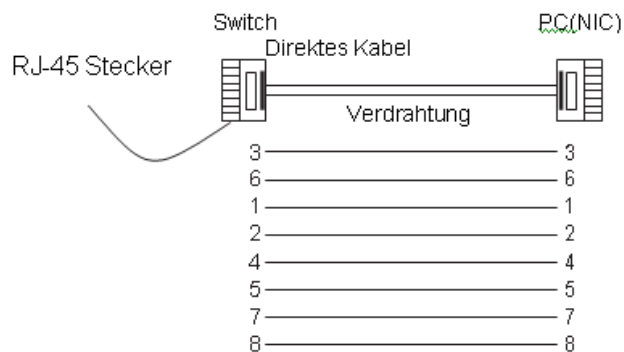 Switch PC(NIC)
Direktes Kabel
RJ-45 Stecker
Verdrahtung
3 3
6 6
1 1
2 2
4 4
5 5
7 7
8 8